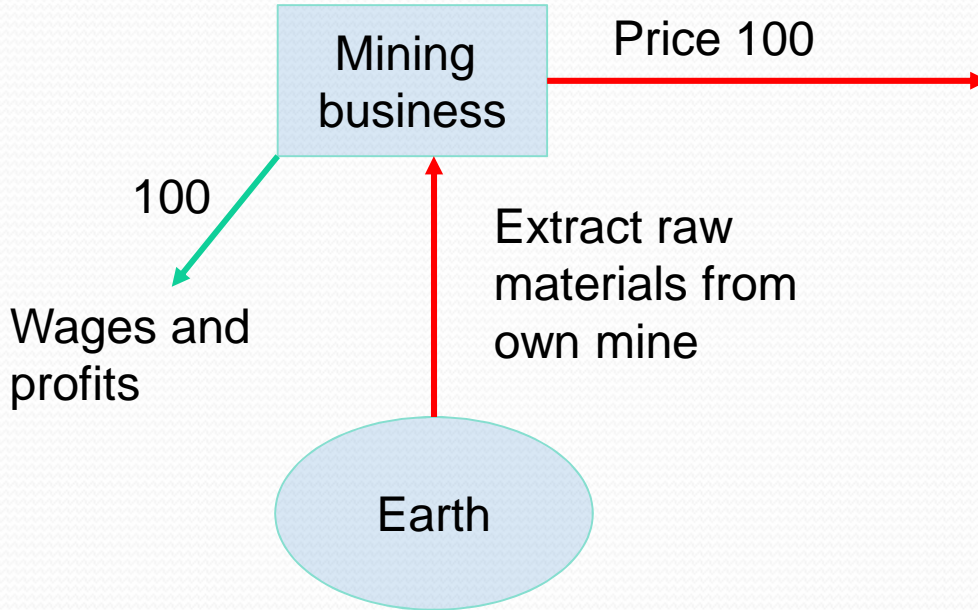 Mining
business
Price 100
100
Extract raw
materials from
own mine
Wages and
profits
Earth